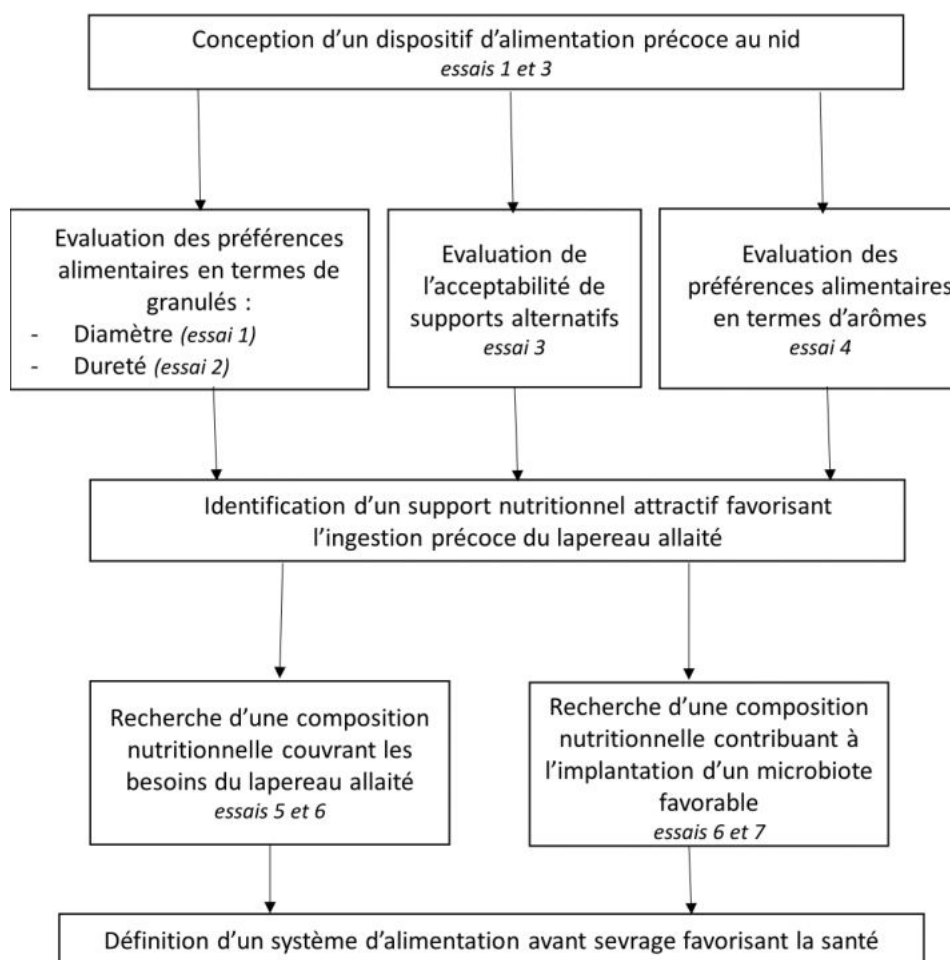 Conception d'un dispositif d'alimentation précoce au nid
essais 1 et 3
Evaluation des préférences
alimentaires en termes de
granulés :
- Diamètre (essai 1)
- Dureté (essai 2)
Evaluation de
l'acceptabilité de
supports alternatifs
essai 3
Evaluation des
préférences alimentaires
en termes d'arômes
essai 4
Identification d'un support nutritionnel attractif favorisant
l'ingestion précoce du lapereau allaité
Recherche d'une composition
nutritionnelle couvrant les
besoins du lapereau allaité
essais 5 et 6
Recherche d'une composition
nutritionnelle contribuant à
l'implantation d'un microbiote
favorable
essais 6 et 7
Définition d'un système d'alimentation avant sevrage favorisant la santé